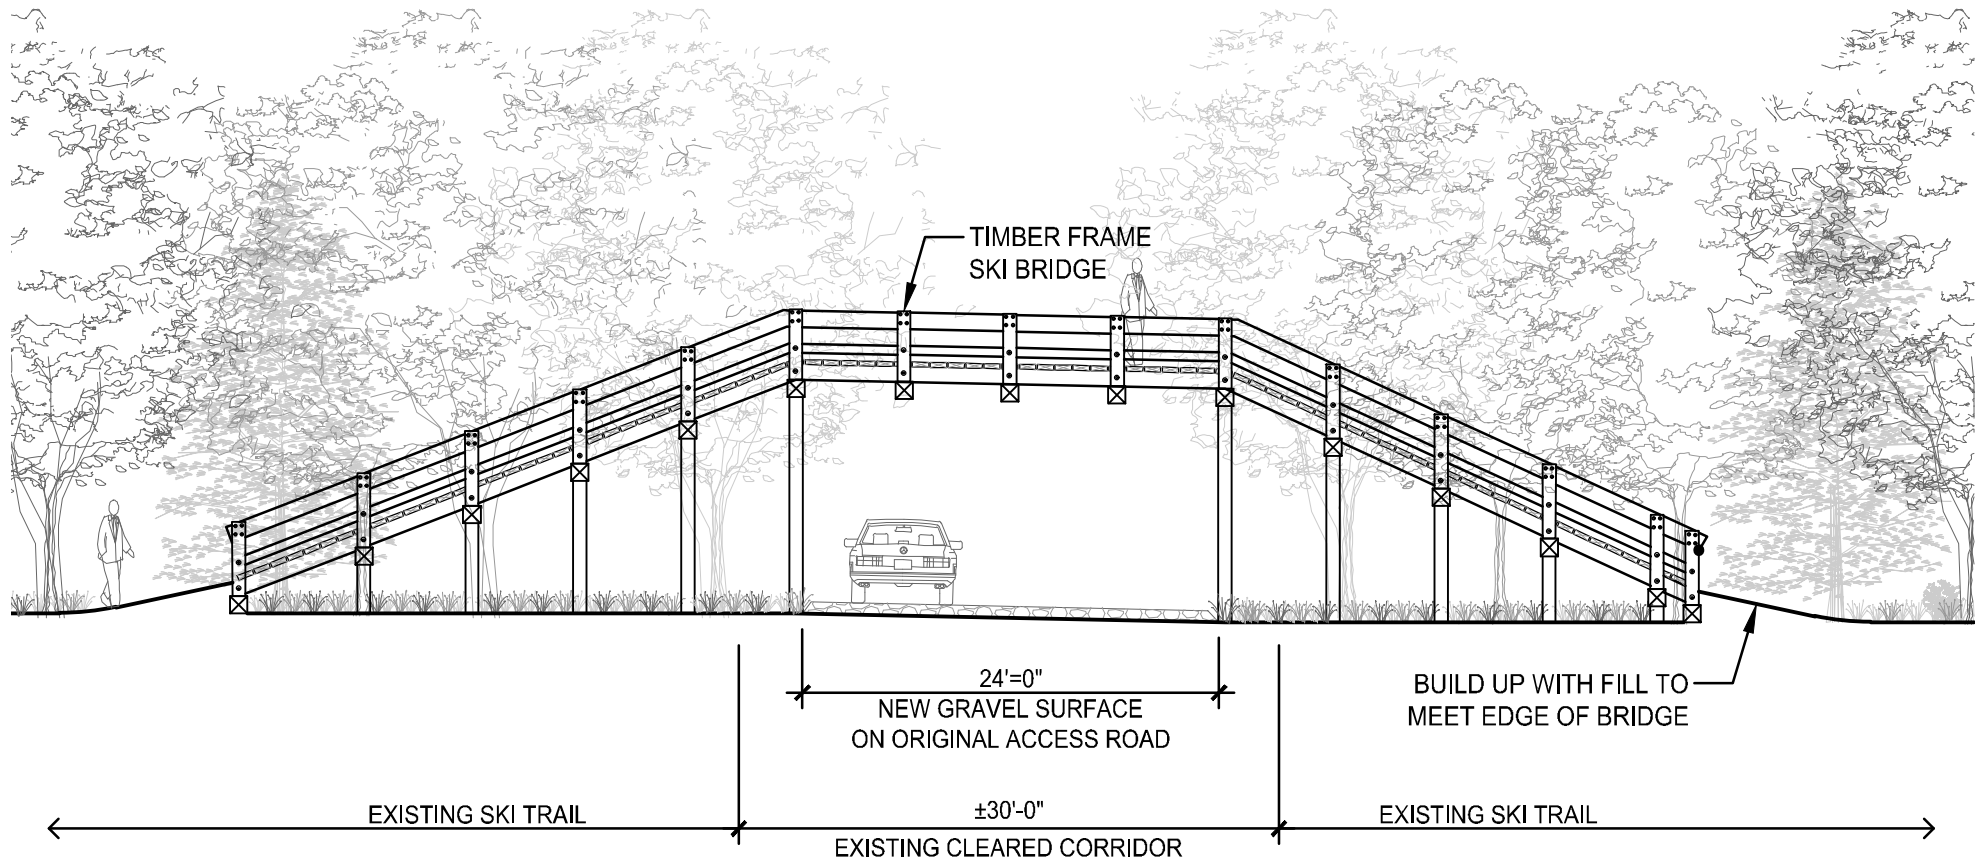 TIMBER FRAME
SKI BRIDGE
24'=0"
NEW GRAVEL SURFACE
ON ORIGINAL ACCESS ROAD
BUILD UP WITH FILL TO
MEET EDGE OF BRIDGE
EXISTING SKI TRAIL
±30'-0"
EXISTING CLEARED CORRIDOR
EXISTING SKI TRAIL